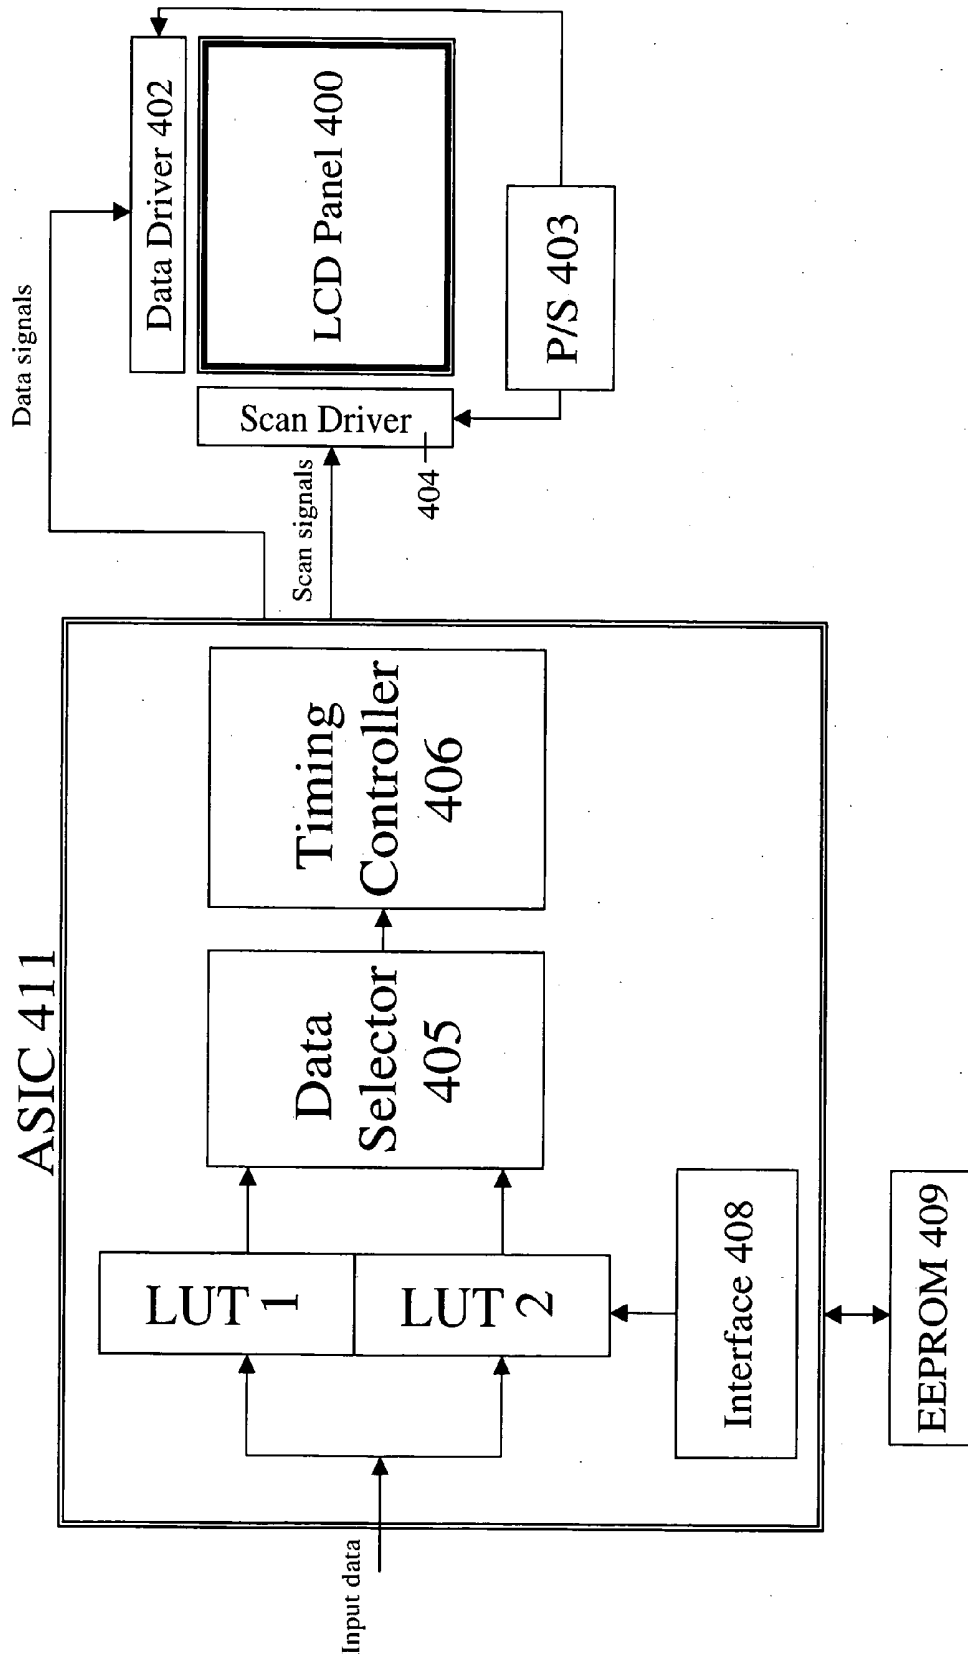 ASIC 411
Input data
LUT 1
LUT 2
Interface 408
EEPROM 409
Data
Selector
405
Timing
Controller
406
Data signals
Scan signals
Scan Driver
404
Data Driver 402
LCD Panel 400
P/S 403